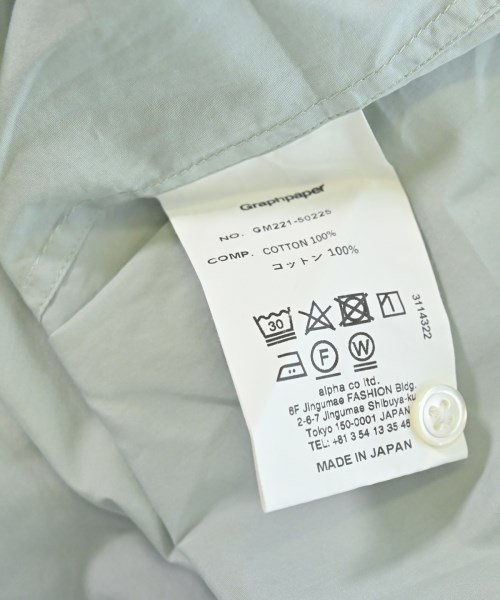 Graphpaper
NO. GM221-50225
COMP. COTTON 100%
コットン 100%
30
F W
3114322
alpha co ltd.
6F Jingumae FASHION Bldg.
2-6-7 Jingumae Shibuya-ku
Tokyo 150-0001 JAPAN
TEL: +81 3 54 13 35 46
MADE IN JAPAN